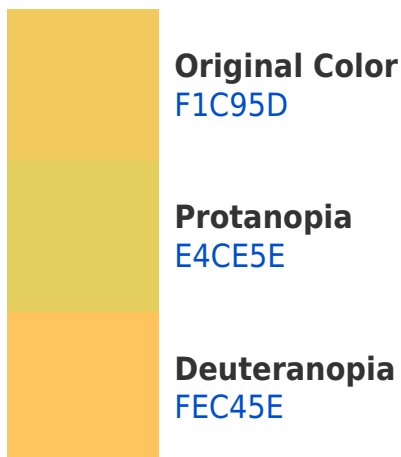 Original Color
F1C95D
Protanopia
E4CE5E
Deuteranopia
FEC45E